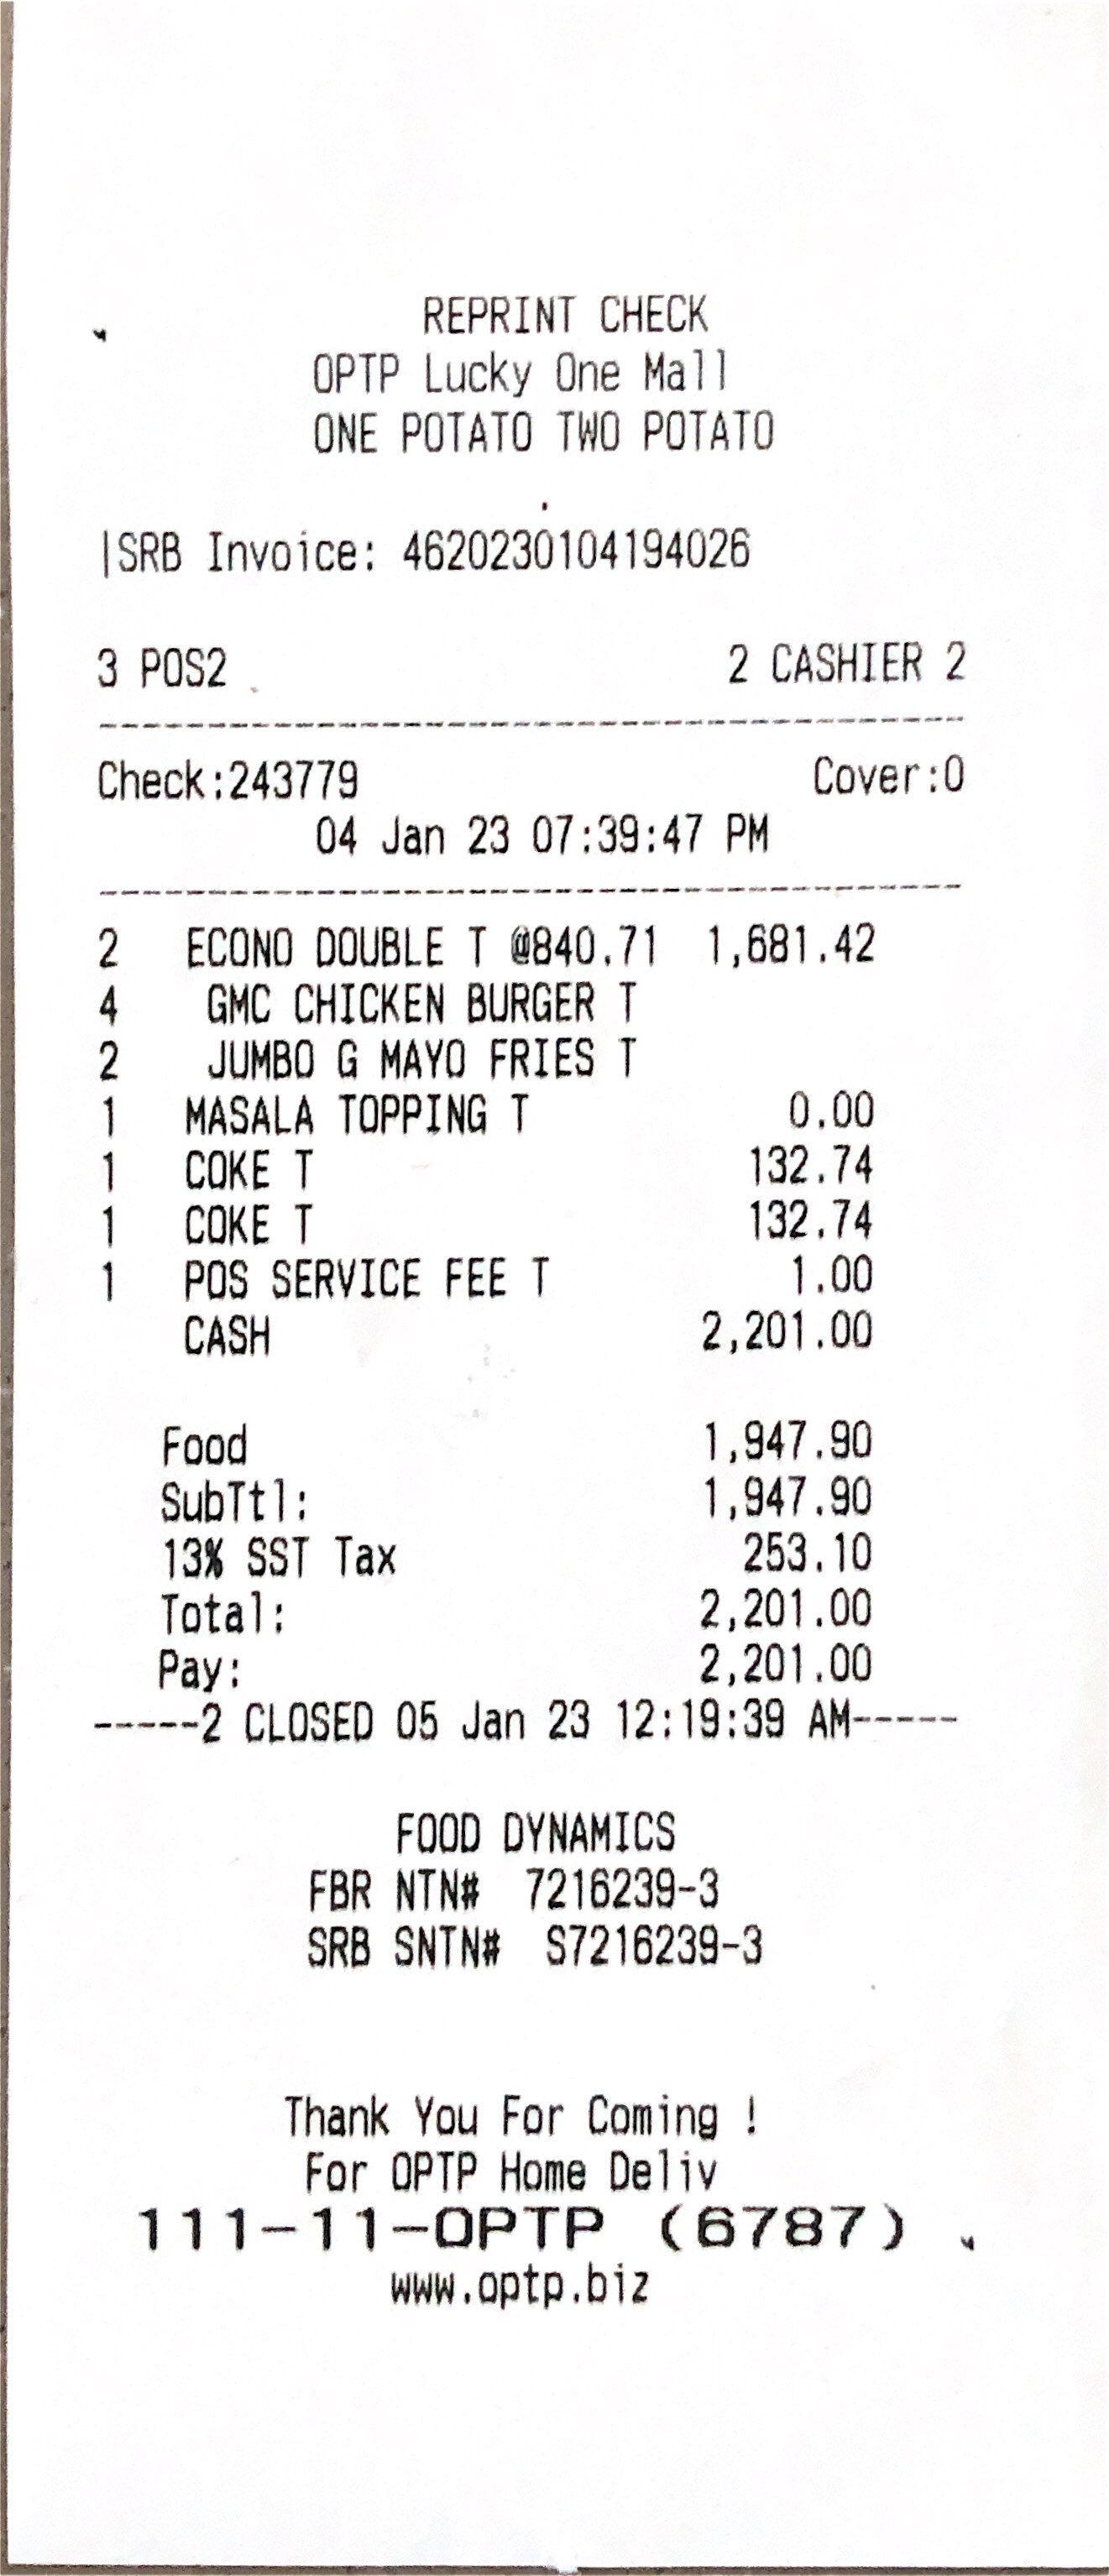 REPRINT CHECK
OPTP Lucky One Mall
ONE POTATO TWO POTATO
.
|SRB Invoice: 4620230104194026
3 POS2 2 CASHIER 2
----------------------------------------
Check:243779 Cover:0
04 Jan 23 07:39:47 PM
----------------------------------------
2 ECONO DOUBLE T @840.71 1,681.42
4 GMC CHICKEN BURGER T
2 JUMBO G MAYO FRIES T
1 MASALA TOPPING T 0.00
1 COKE T 132.74
1 COKE T 132.74
1 POS SERVICE FEE T 1.00
CASH 2,201.00
Food 1,947.90
SubTtl: 1,947.90
13% SST Tax 253.10
Total: 2,201.00
Pay: 2,201.00
-----2 CLOSED 05 Jan 23 12:19:39 AM-----
FOOD DYNAMICS
FBR NTN# 7216239-3
SRB SNTN# S7216239-3
Thank You For Coming !
For OPTP Home Deliv
111-11-OPTP (6787)
www.optp.biz